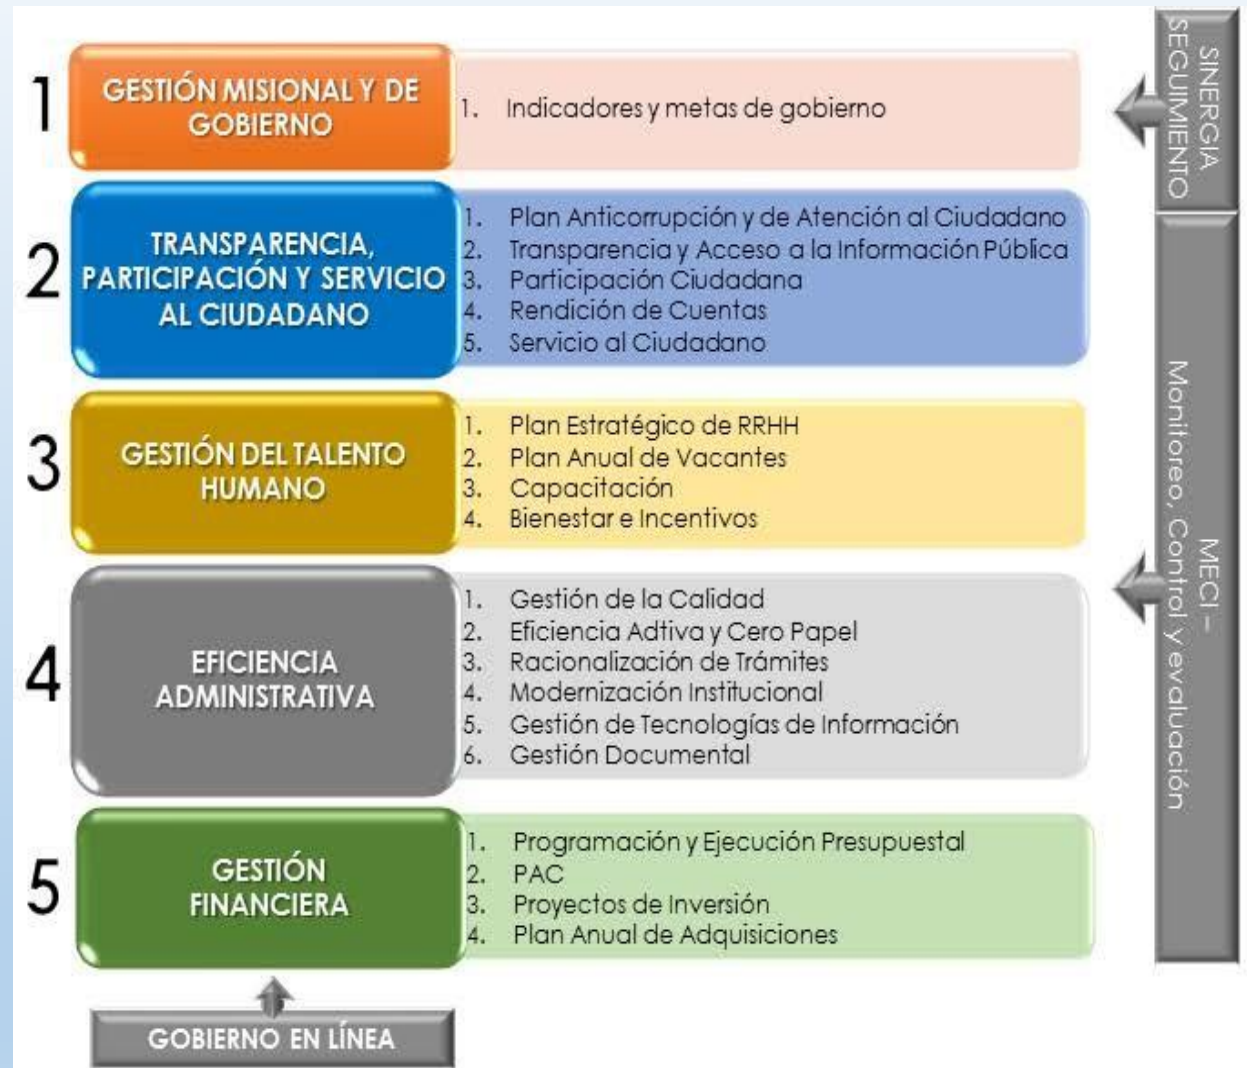 1
GESTIÓN MISIONAL Y DE
GOBIERNO
1. Indicadores y metas de gobierno
2
TRANSPARENCIA,
PARTICIPACIÓN Y SERVICIO
AL CIUDADANO
1. Plan Anticorrupción y de Atención al Ciudadano
2. Transparencia y Acceso a la Información Pública
3. Participación Ciudadana
4. Rendición de Cuentas
5. Servicio al Ciudadano
3
GESTIÓN DEL TALENTO
HUMANO
1. Plan Estratégico de RRHH
2. Plan Anual de Vacantes
3. Capacitación
4. Bienestar e Incentivos
4
EFICIENCIA
ADMINISTRATIVA
1. Gestión de la Calidad
2. Eficiencia Adtiva y Cero Papel
3. Racionalización de Trámites
4. Modernización Institucional
5. Gestión de Tecnologías de Información
6. Gestión Documental
5
GESTIÓN
FINANCIERA
1. Programación y Ejecución Presupuestal
2. PAC
3. Proyectos de Inversión
4. Plan Anual de Adquisiciones
GOBIERNO EN LÍNEA
SINERGIA
SEGUIMIENTO
MECI –
Monitoreo, Control y evaluación